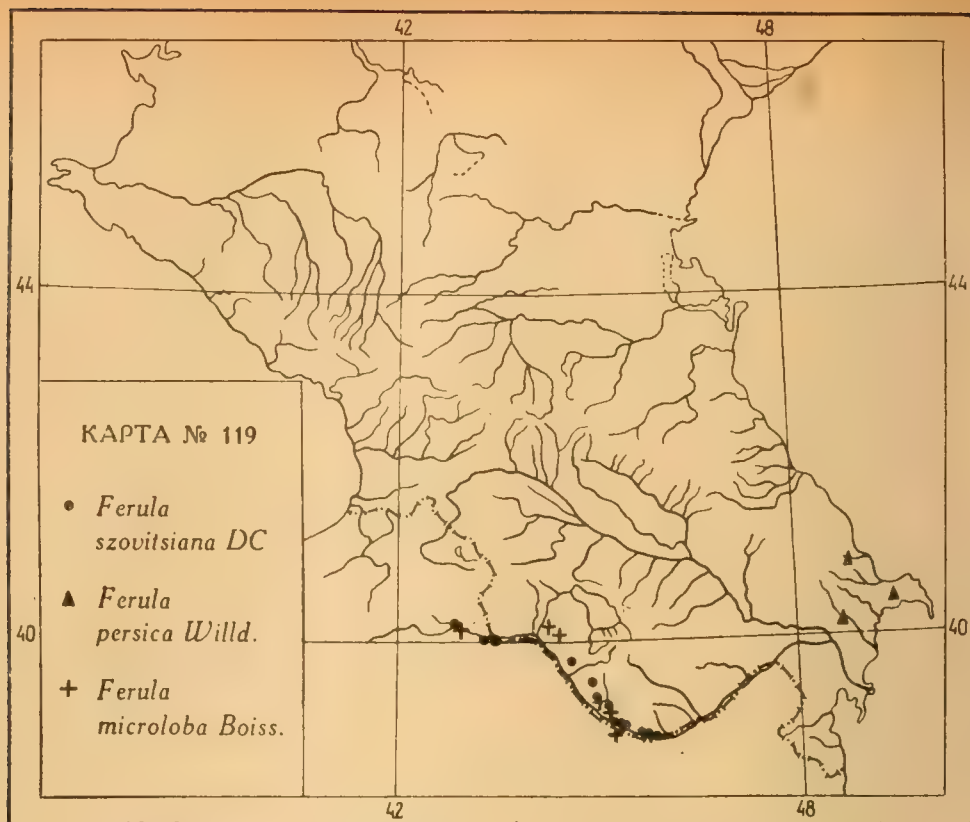 42 48
44 44
КАРТА № 119
Ferula
szovitsiana DC
Ferula
persica Willd.
40 40
Ferula
microloba Boiss.
42 48